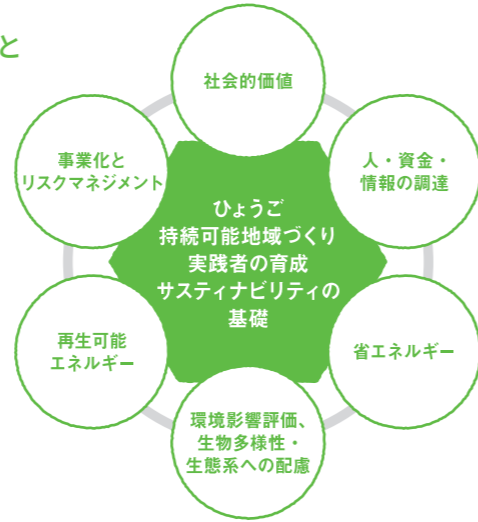 と
社会的価値
事業化と
リスクマネジメント
人・資金・
情報の調達
ひょうご
持続可能地域づくり
実践者の育成
サスティナビリティの
基礎
再生可能
エネルギー
省エネルギー
環境影響評価、
生物多様性・
生態系への配慮